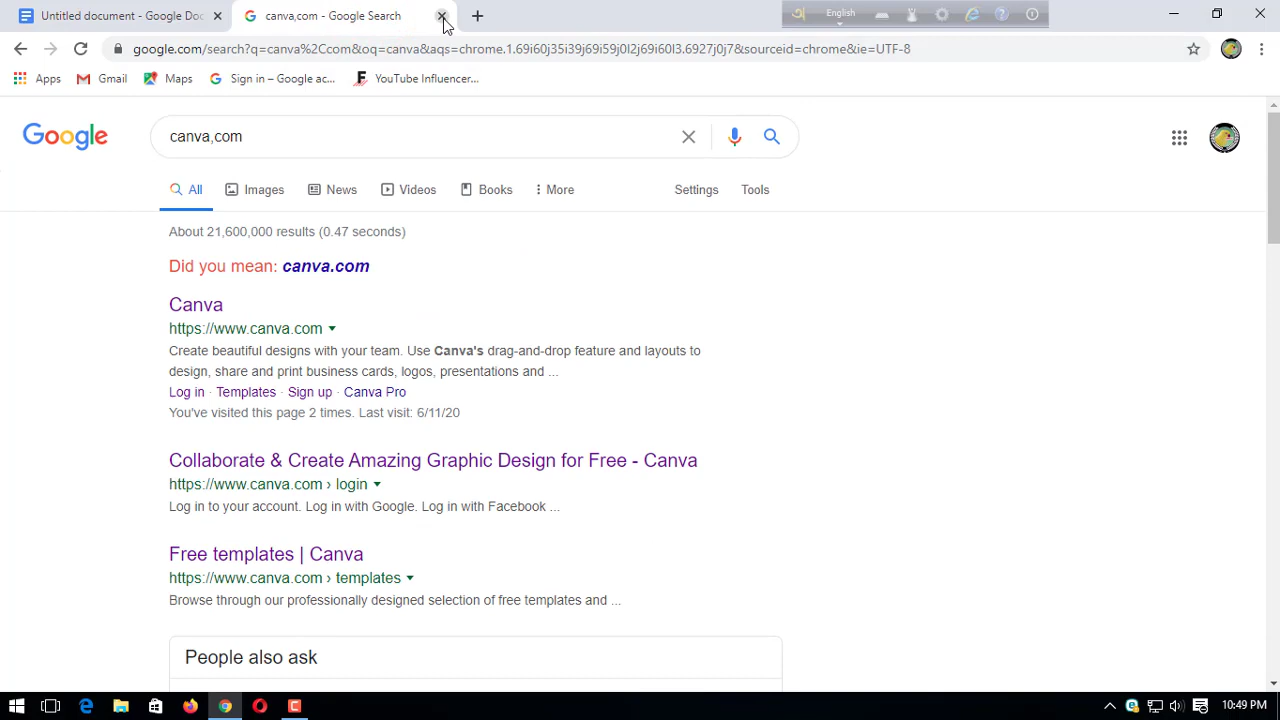 Untitled document - Google Doc
canva,com - Google Search
English
google.com/search?q=canva%2Ccom&oq=canva&aqs=chrome.1.69i60j35i39j69i59j0l2j69i60l3.6927j0j7&sourceid=chrome&ie=UTF-8
Apps
Gmail
Maps
Sign in – Google ac...
YouTube Influencer...
Google
canva,com
All
Images
News
Videos
Books
More
Settings
Tools
About 21,600,000 results (0.47 seconds)
Did you mean: canva.com
Canva
https://www.canva.com
Create beautiful designs with your team. Use Canva's drag-and-drop feature and layouts to
design, share and print business cards, logos, presentations and ...
Log in · Templates · Sign up · Canva Pro
You've visited this page 2 times. Last visit: 6/11/20
Collaborate & Create Amazing Graphic Design for Free - Canva
https://www.canva.com › login
Log in to your account. Log in with Google. Log in with Facebook ...
Free templates | Canva
https://www.canva.com › templates
Browse through our professionally designed selection of free templates and ...
People also ask
10:49 PM